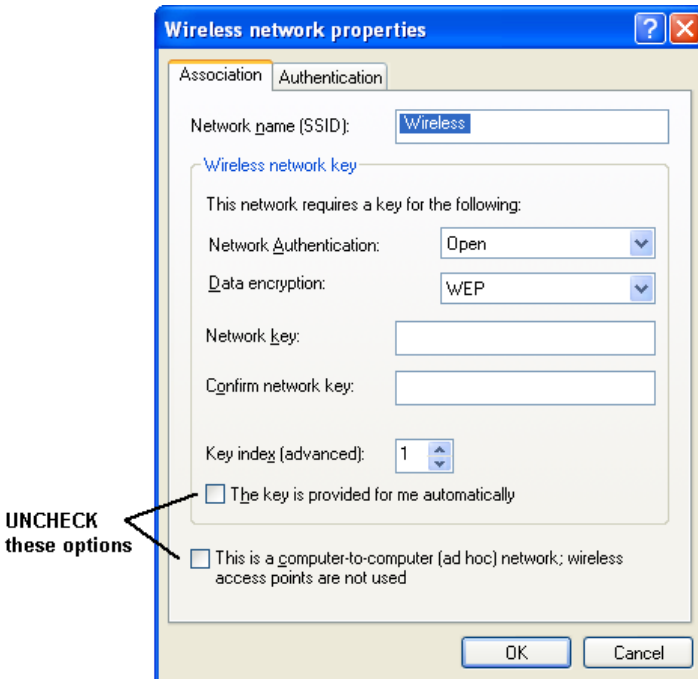 Wireless network properties
Association Authentication
Network name (SSID): Wireless
Wireless network key
This network requires a key for the following:
Network Authentication: Open
Data encryption: WEP
Network key:
Confirm network key:
Key index (advanced): 1
The key is provided for me automatically
UNCHECK
these options
This is a computer-to-computer (ad hoc) network; wireless
access points are not used
OK Cancel